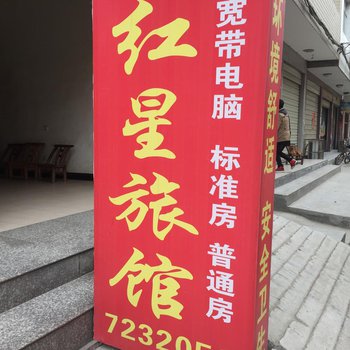 红星旅馆
宽带电脑 标准房 普通房
723205
环境舒适 安全卫生